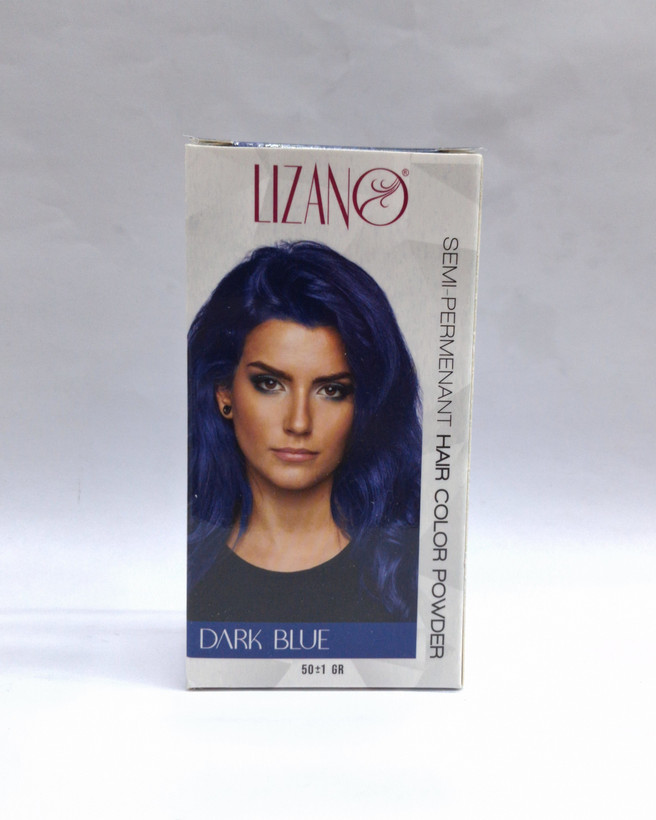 LIZANO®
SEMI-PERMENANT HAIR COLOR POWDER
DARK BLUE
50±1 GR